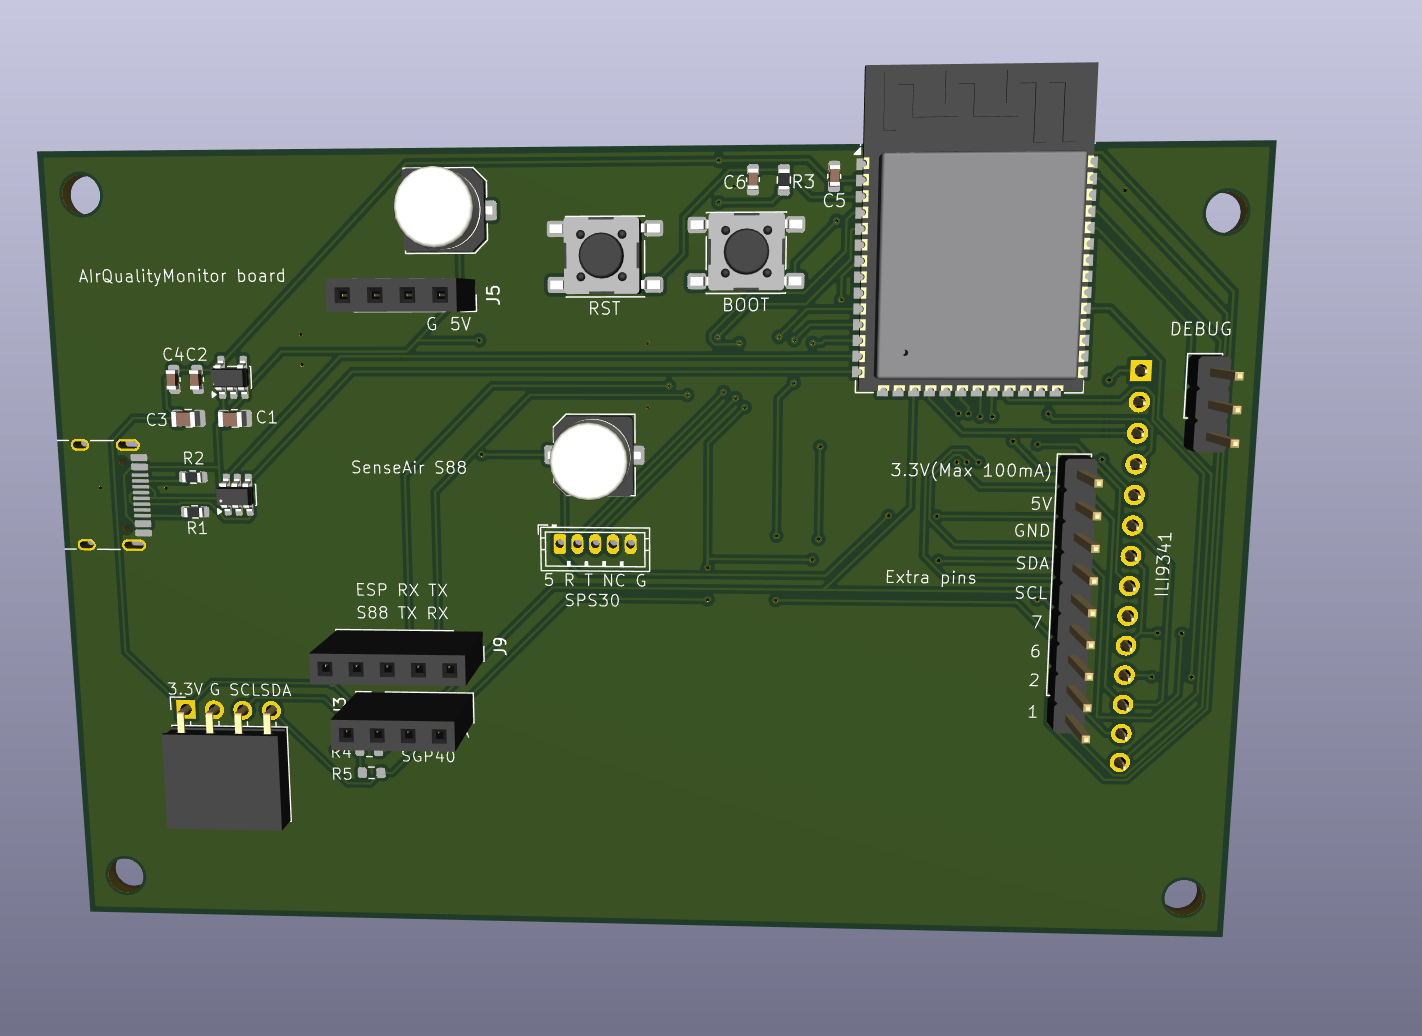 C6
R3
C5
AIrQualityMonitor board
J5
G 5V
RST
BOOT
DEBUG
C4C2
C3
C1
R2
R1
SenseAir S88
3.3V(Max 100mA)
5V
GND
SDA
SCL
7
6
2
1
Extra pins
ILI9341
5 R T NC G
SPS30
ESP RX TX
S88 TX RX
J9
3.3V G SCLSDA
R4
SGP40
R5